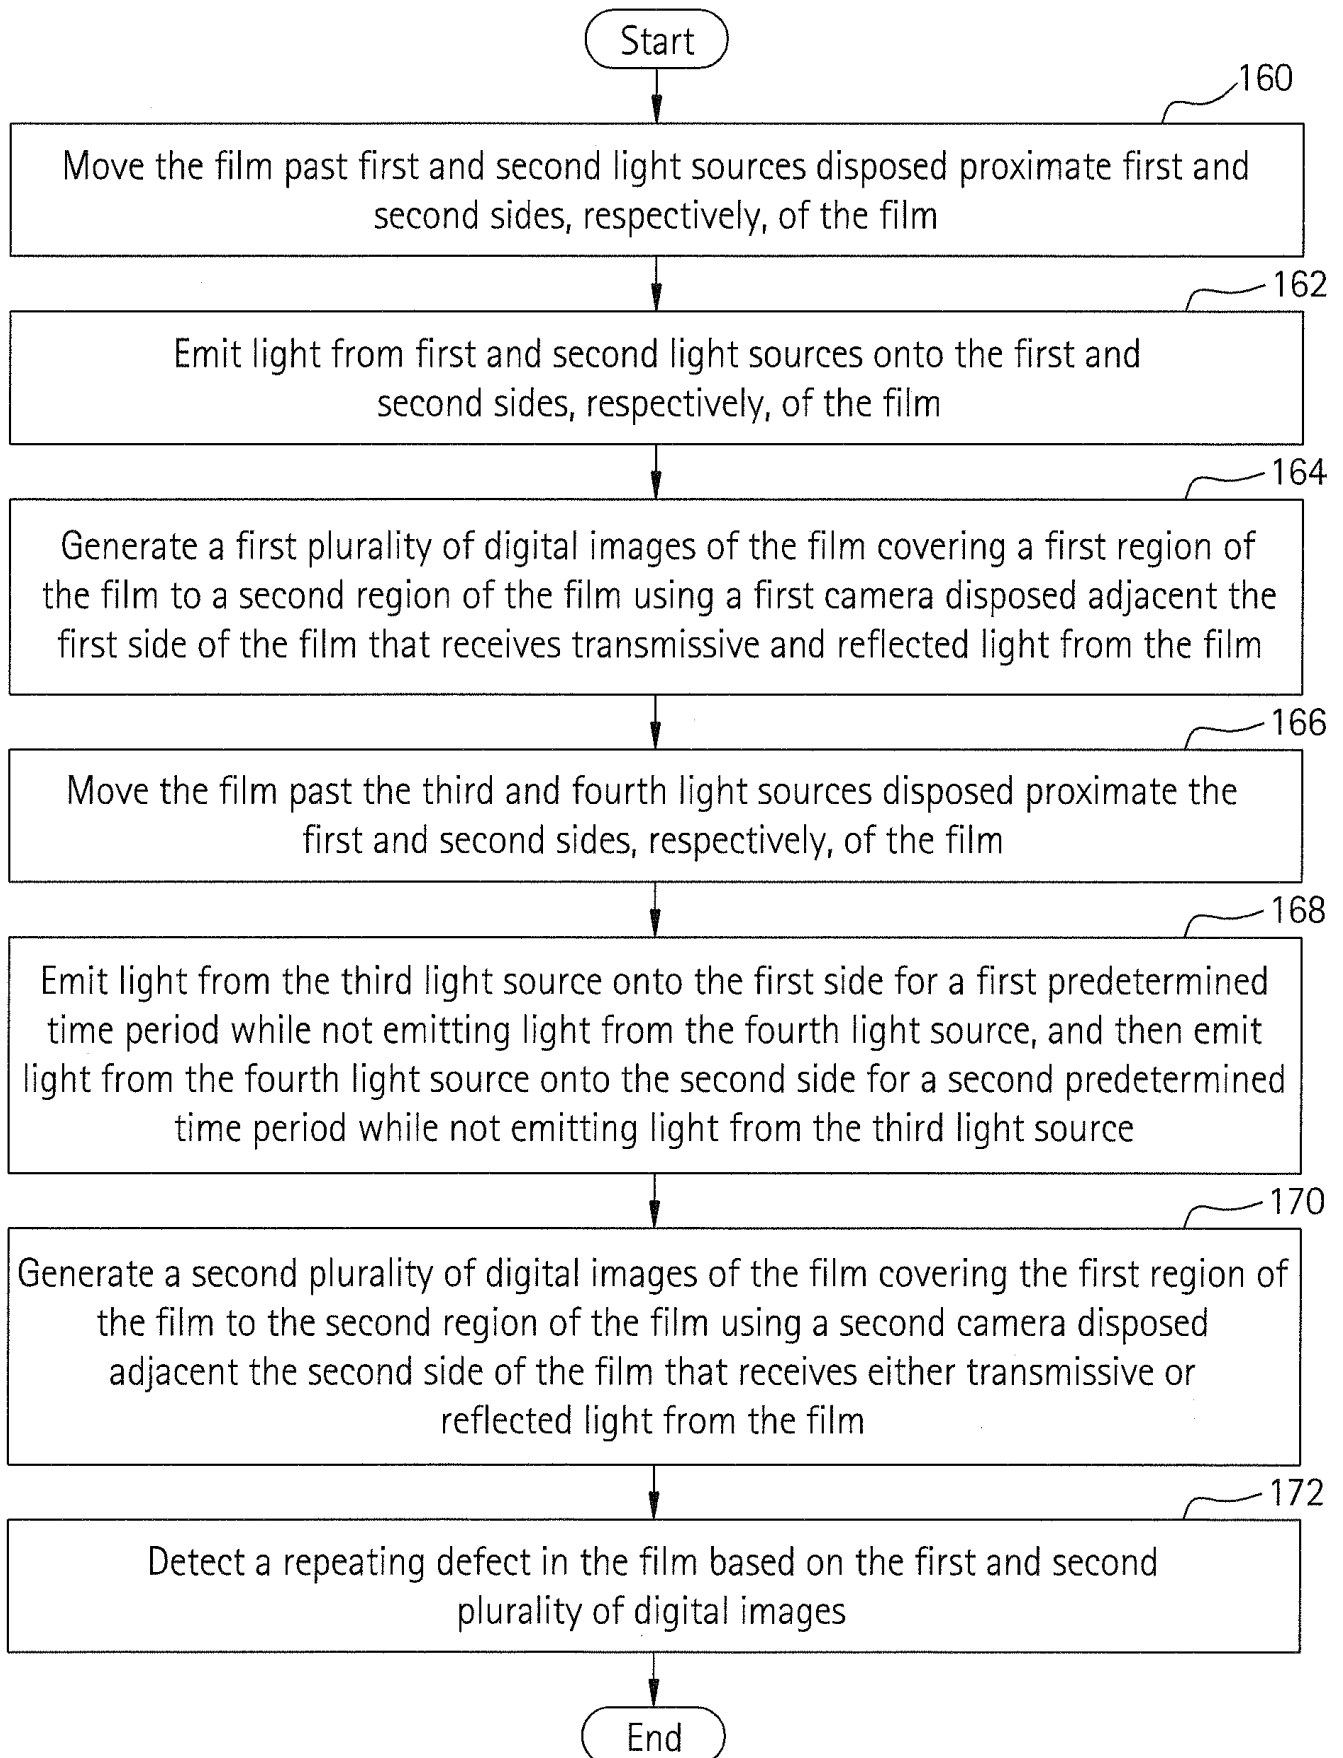 Start
160
Move the film past first and second light sources disposed proximate first and
second sides, respectively, of the film
162
Emit light from first and second light sources onto the first and
second sides, respectively, of the film
164
Generate a first plurality of digital images of the film covering a first region of
the film to a second region of the film using a first camera disposed adjacent the
first side of the film that receives transmissive and reflected light from the film
166
Move the film past the third and fourth light sources disposed proximate the
first and second sides, respectively, of the film
168
Emit light from the third light source onto the first side for a first predetermined
time period while not emitting light from the fourth light source, and then emit
light from the fourth light source onto the second side for a second predetermined
time period while not emitting light from the third light source
170
Generate a second plurality of digital images of the film covering the first region of
the film to the second region of the film using a second camera disposed
adjacent the second side of the film that receives either transmissive or
reflected light from the film
172
Detect a repeating defect in the film based on the first and second
plurality of digital images
End